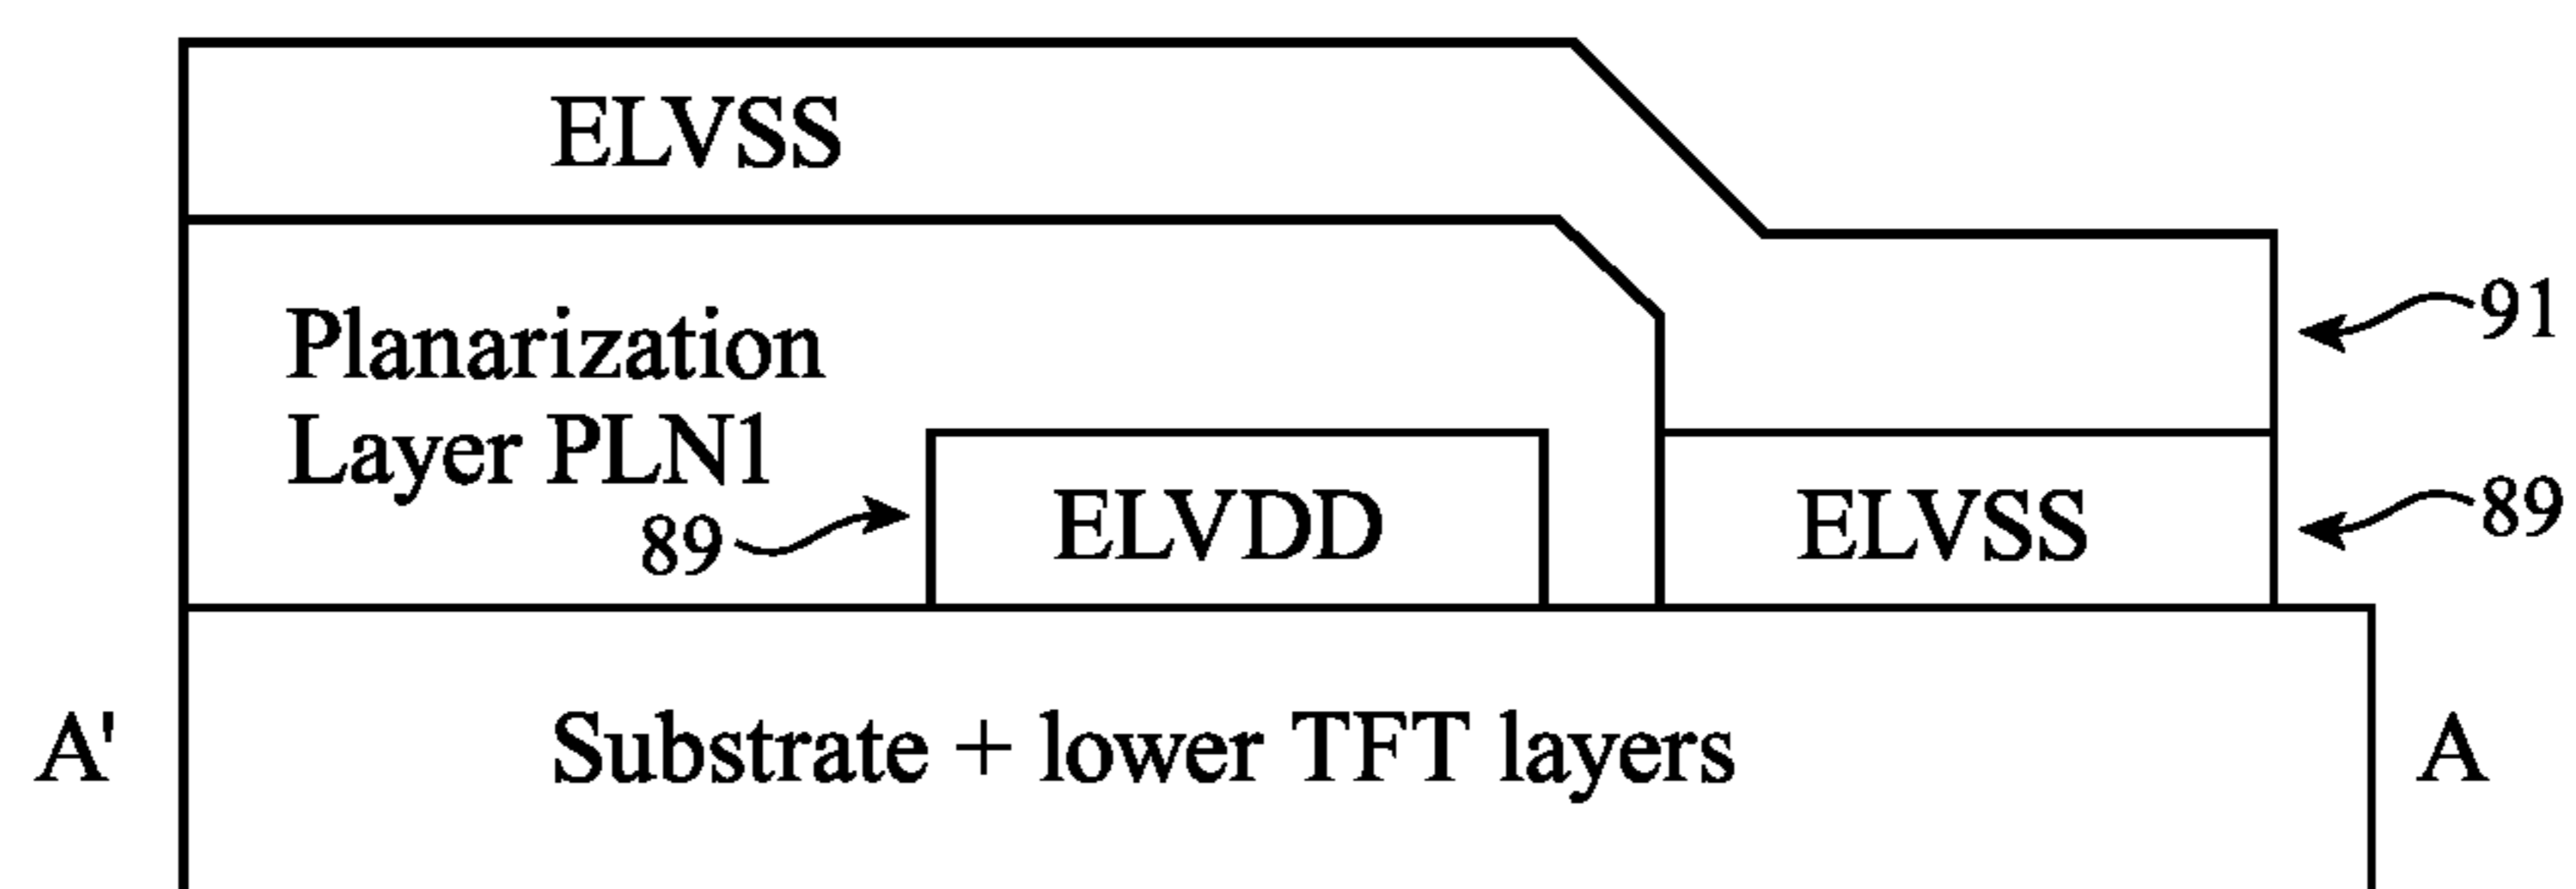 ELVSS
Planarization
Layer PLN1
91
89
ELVDD
ELVSS
89
A'
Substrate + lower TFT layers
A